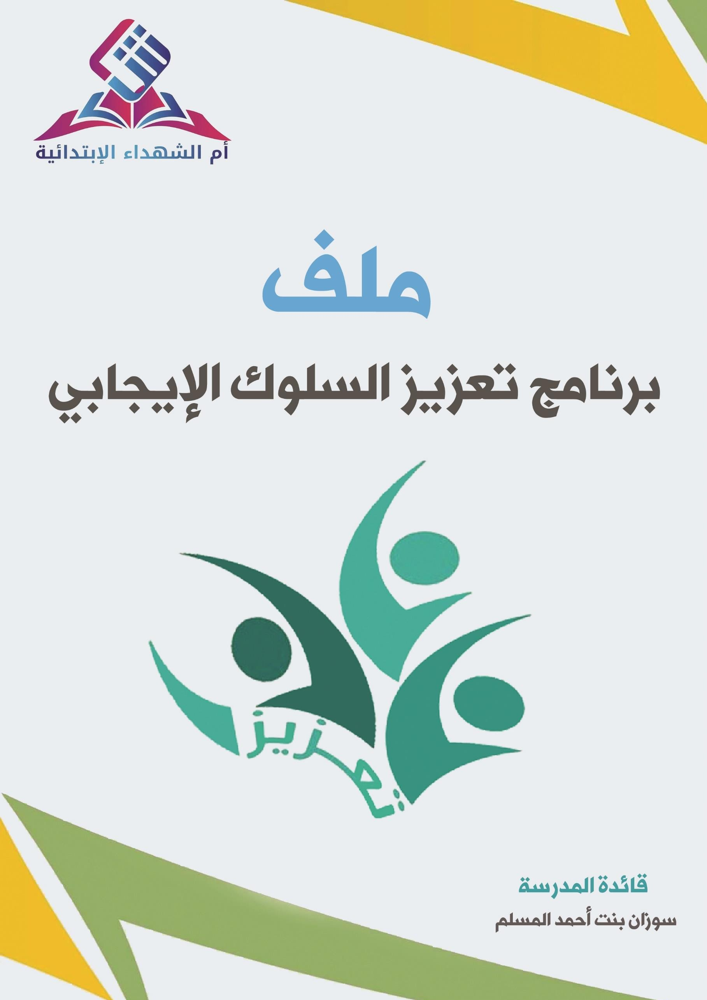 أم الشهداء الإبتدائية
ملف
برنامج تعزيز السلوك الإيجابي
تعزيز
قائدة المدرسة
سوزان بنت أحمد المسلم